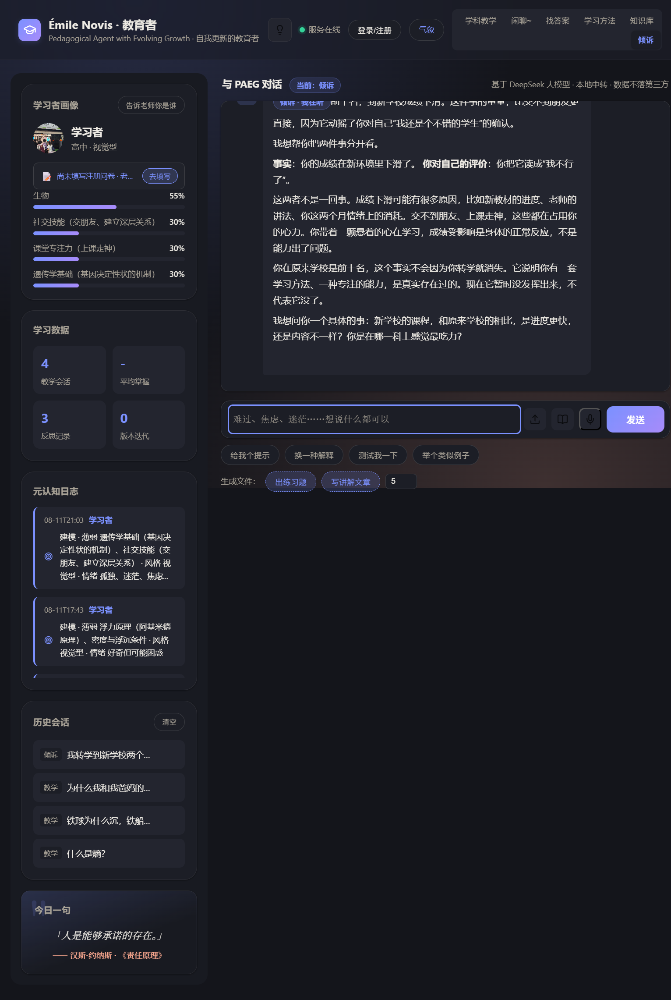 Émile Novis · 教育者
Pedagogical Agent with Evolving Growth · 自我更新的教育者
服务在线
登录/注册
气象
学科教学
闲聊~
找答案
学习方法
知识库
倾诉
学习者画像
告诉老师你是谁
学习者
高中 · 视觉型
尚未填写注册问卷 · 老...
去填写
生物
55%
社交技能（交朋友、建立深层关系）
30%
课堂专注力（上课走神）
30%
遗传学基础（基因决定性状的机制）
30%
学习数据
4
教学会话
-
平均掌握
3
反思记录
0
版本迭代
元认知日志
08-11T21:03 学习者
建模 · 薄弱 遗传学基础（基因决
定性状的机制）、社交技能（交
朋友、建立深层关系） · 风格 视
觉型 · 情绪 孤独、迷茫、焦虑...
08-11T17:43 学习者
建模 · 薄弱 浮力原理（阿基米德
原理）、密度与浮沉条件 · 风格
视觉型 · 情绪 好奇但可能困惑
历史会话
清空
倾诉 我转学到新学校两个...
教学 为什么我和我爸妈的...
教学 铁球为什么沉，铁船...
教学 什么是熵？
今日一句
「人是能够承诺的存在。」
—— 汉斯·约纳斯 · 《责任原理》
与 PAEG 对话
当前：倾诉
基于 DeepSeek 大模型 · 本地中转 · 数据不落第三方
倾诉 · 我在听 前十名，到新学校成绩下滑。这件事的重量，比交不到朋友更
直接，因为它动摇了你对自己“我还是个不错的学生”的确认。
我想帮你把两件事分开看。
事实：你的成绩在新环境里下滑了。 你对自己的评价：你把它读成“我不行
了”。
这两者不是一回事。成绩下滑可能有很多原因，比如新教材的进度、老师的
讲法、你这两个月情绪上的消耗。交不到朋友、上课走神，这些都在占用你
的心力。你带着一颗悬着的心在学习，成绩受影响是身体的正常反应，不是
能力出了问题。
你在原来学校是前十名，这个事实不会因为你转学就消失。它说明你有一套
学习方法、一种专注的能力，是真实存在过的。现在它暂时没发挥出来，不
代表它没了。
我想问你一个具体的事：新学校的课程，和原来学校的相比，是进度更快，
还是内容不一样？你是在哪一科上感觉最吃力？
难过、焦虑、迷茫……想说什么都可以
发送
给我个提示
换一种解释
测试我一下
举个类似例子
生成文件：
出练习题
写讲解文章
5